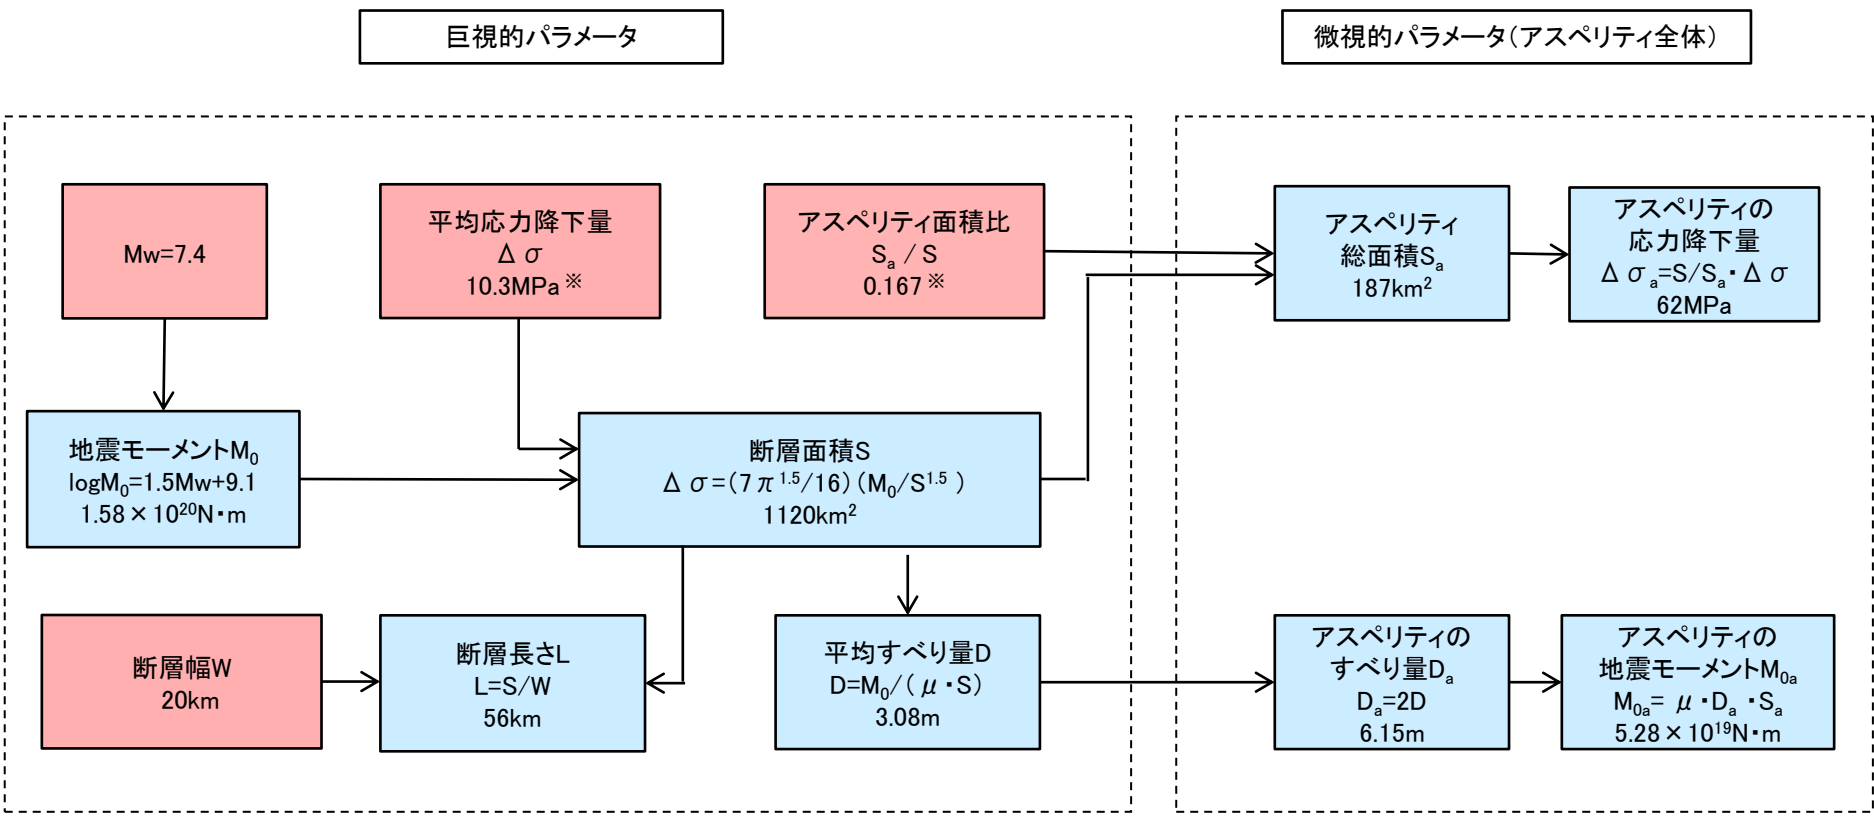 巨視的パラメータ
微視的パラメータ(アスペリティ全体)
Mw=7.4
平均応力降下量
Δσ
10.3MPa※
アスペリティ面積比
Sₐ / S
0.167※
アスペリティ
総面積Sₐ
187km²
アスペリティの
応力降下量
Δσₐ=S/Sₐ・Δσ
62MPa
地震モーメントM₀
logM₀=1.5Mw+9.1
1.58×10²⁰N・m
断層面積S
Δσ=(7π¹·⁵/16)(M₀/S¹·⁵)
1120km²
断層幅W
20km
断層長さL
L=S/W
56km
平均すべり量D
D=M₀/(μ・S)
3.08m
アスペリティの
すべり量Dₐ
Dₐ=2D
6.15m
アスペリティの
地震モーメントM₀ₐ
M₀ₐ=μ・Dₐ・Sₐ
5.28×10¹⁹N・m